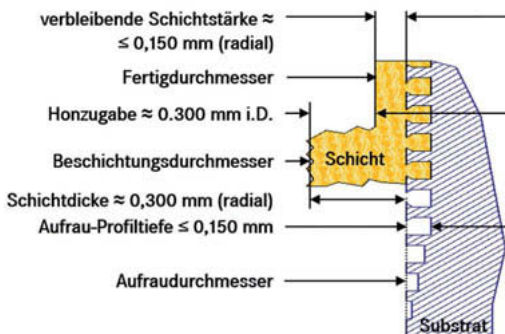 verbleibende Schichtstärke ≈
≤ 0,150 mm (radial)
Fertigdurchmesser
Honzugabe ≈ 0.300 mm i.D.
Beschichtungsdurchmesser
Schicht
Schichtdicke ≈ 0,300 mm (radial)
Aufrau-Profiltiefe ≤ 0,150 mm
Aufraudurchmesser
Substrat